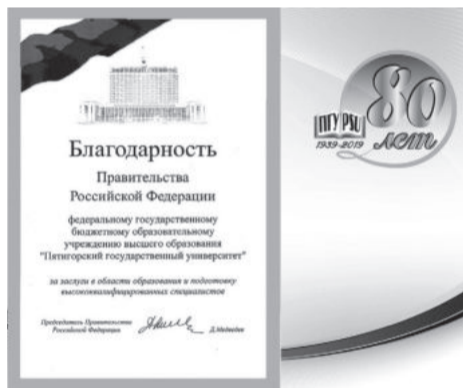 Благодарность
Правительства
Российской Федерации
федеральному государственному
бюджетному образовательному
учреждению высшего образования
"Пятигорский государственный университет"
за заслуги в области образования и подготовку
высококвалифицированных специалистов
Председатель Правительства
Российской Федерации
Д.Медведев
80
ПГУ PSU
1939-2019
лет